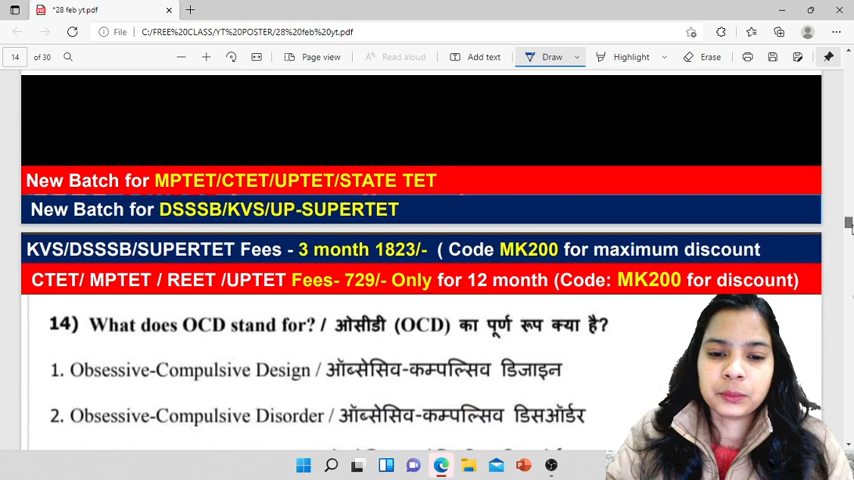 *28 feb yt.pdf
File
C:/FREE%20CLASS/YT%20POSTER/28%20feb%20yt.pdf
14 of 30
Page view
Read aloud
Add text
Draw
Highlight
Erase
New Batch for MPTET/CTET/UPTET/STATE TET
New Batch for DSSSB/KVS/UP-SUPERTET
KVS/DSSSB/SUPERTET Fees - 3 month 1823/- ( Code MK200 for maximum discount
CTET/ MPTET / REET /UPTET Fees- 729/- Only for 12 month (Code: MK200 for discount)
14) What does OCD stand for? / ओसीडी (OCD) का पूर्ण रूप क्या है?
1. Obsessive-Compulsive Design / ऑब्सेसिव-कम्पल्सिव डिजाइन
2. Obsessive-Compulsive Disorder / ऑब्सेसिव-कम्पल्सिव डिसऑर्डर